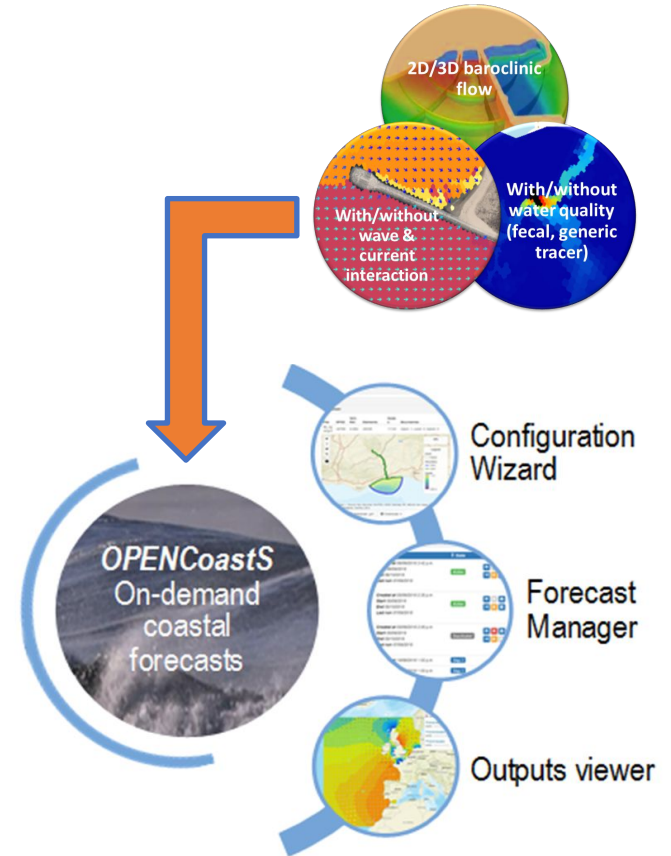 2D/3D baroclinic
flow
With/without
wave &
current
interaction
With/without
water quality
(fecal, generic
tracer)
OPENCoastS
On-demand
coastal
forecasts
Configuration
Wizard
Forecast
Manager
Outputs viewer